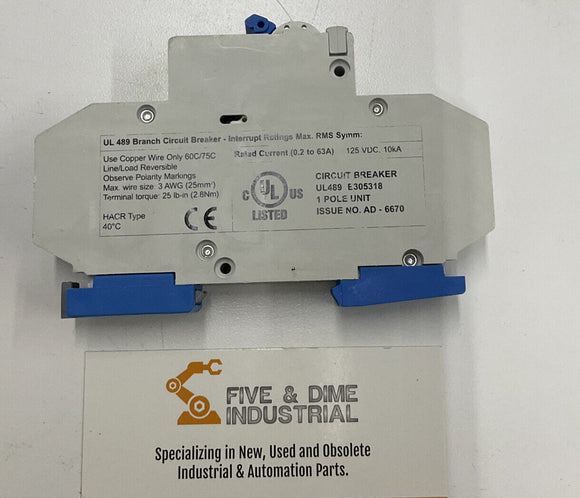 UL 489 Branch Circuit Breaker - Interrupt Ratings Max. RMS Symm:
Use Copper Wire Only 60C/75C
Line/Load Reversible
Observe Polarity Markings
Max. wire size: 3 AWG (25mm²)
Terminal torque: 25 lb-in (2.8Nm)
HACR Type
40°C
CE
Rated Current (0.2 to 63A) 125 VDC, 10kA
C UL US
LISTED
CIRCUIT BREAKER
UL489 E305318
1 POLE UNIT
ISSUE NO. AD - 6670
FIVE & DIME
INDUSTRIAL
Specializing in New, Used and Obsolete
Industrial & Automation Parts.